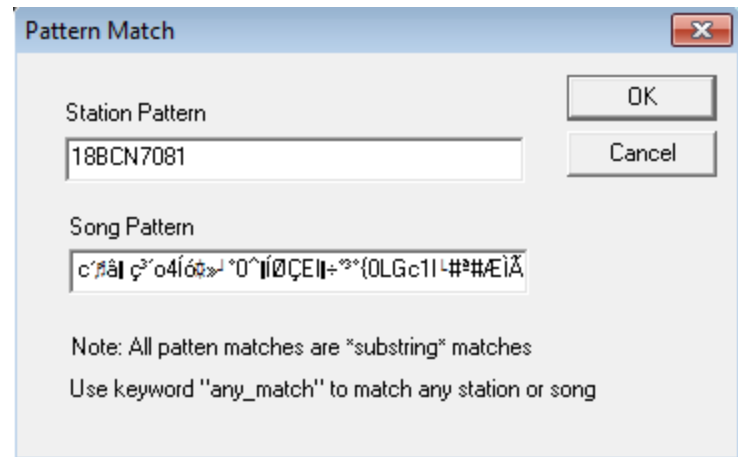 Pattern Match
Station Pattern
OK
18BCN7081
Cancel
Song Pattern
Note: All patten matches are *substring* matches
Use keyword "any_match" to match any station or song